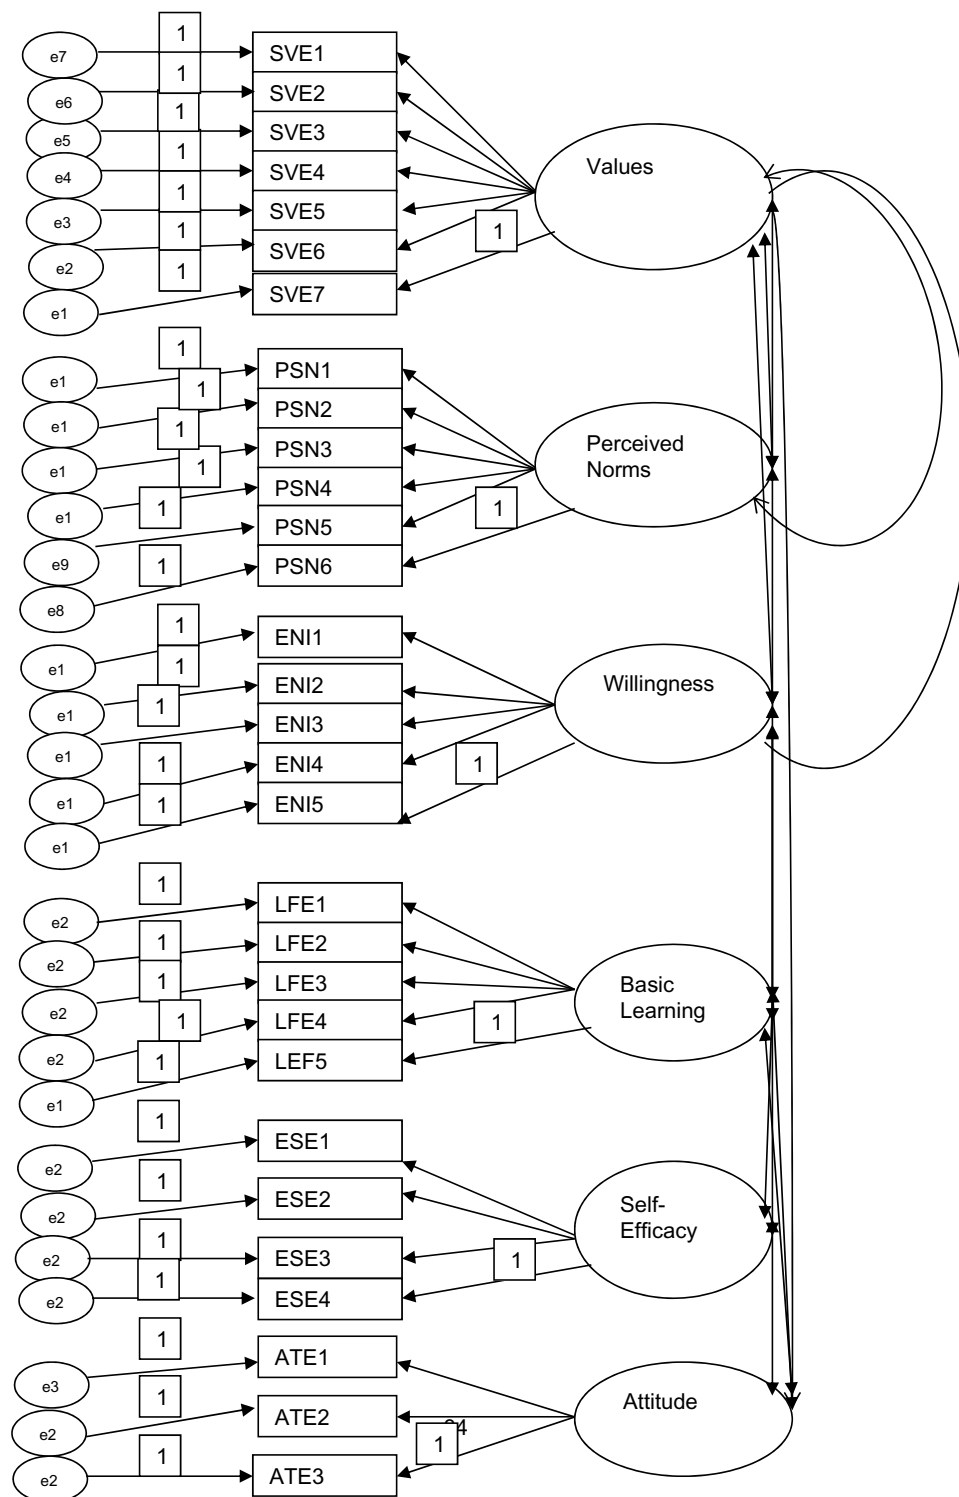 1
e7
SVE1
1
e6
SVE2
1
e5
SVE3
1
Values
e4
SVE4
1
e3
SVE5
1
1
e2
SVE6
1
e1
SVE7
1
e1
PSN1
1
e1
PSN2
1
Perceived
Norms
e1
PSN3
1
e1
PSN4
1
1
e9
PSN5
1
e8
PSN6
1
e1
ENI1
1
e1
ENI2
1
Willingness
e1
ENI3
1
1
e1
ENI4
1
e1
ENI5
1
e2
LFE1
1
e2
LFE2
1
Basic
Learning
e2
LFE3
1
1
e2
LFE4
1
e1
LEF5
1
e2
ESE1
1
e2
ESE2
1
Self-
Efficacy
e2
ESE3
1
1
e2
ESE4
1
e3
ATE1
1
Attitude
e2
ATE2
1
1
e2
ATE3